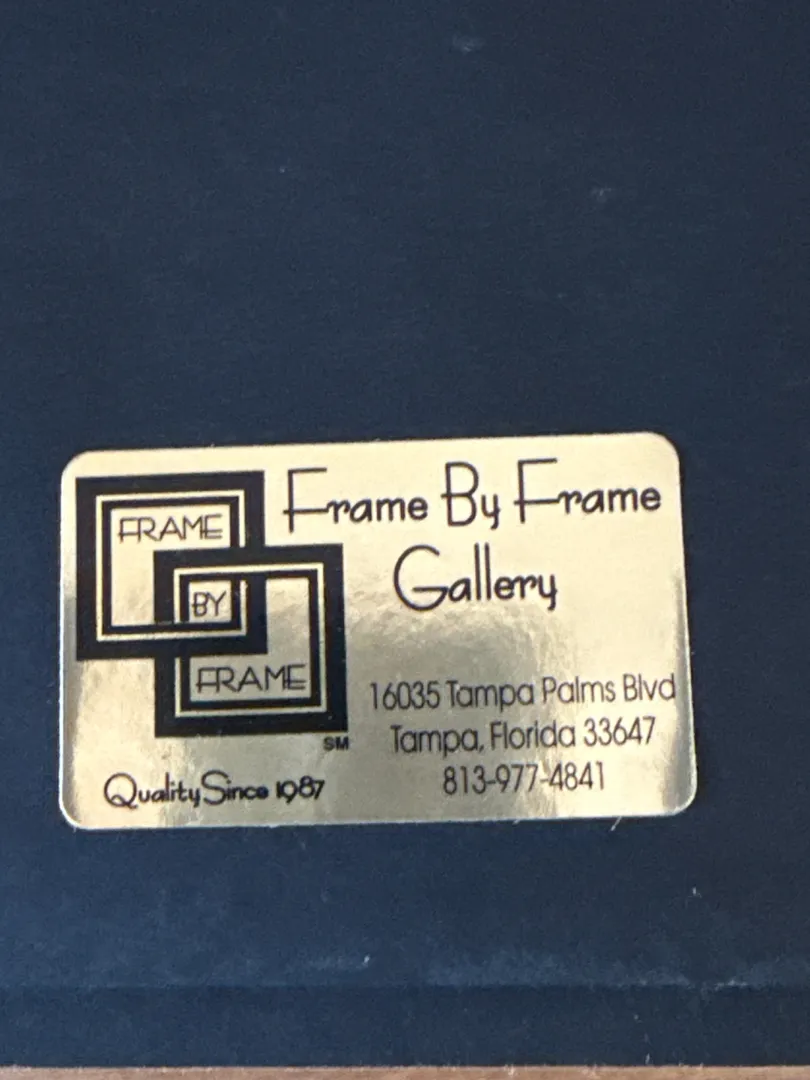 FRAME
BY
FRAME
SM
Quality Since 1987
Frame By Frame
Gallery
16035 Tampa Palms Blvd
Tampa, Florida 33647
813-977-4841